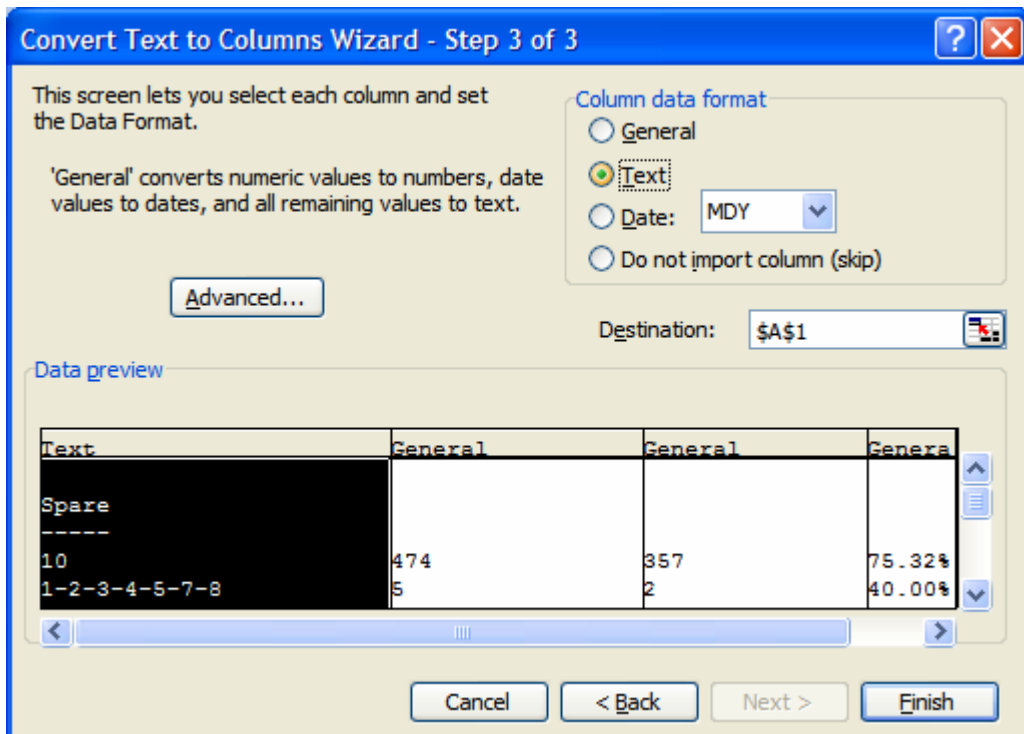 Convert Text to Columns Wizard - Step 3 of 3
This screen lets you select each column and set
the Data Format.
'General' converts numeric values to numbers, date
values to dates, and all remaining values to text.
Advanced...
Column data format
General
Text
Date: MDY
Do not import column (skip)
Destination: $A$1
Data preview
Text General General Genera
Spare
-----
10 474 357 75.32%
1-2-3-4-5-7-8 5 2 40.00%
Cancel < Back Next > Finish